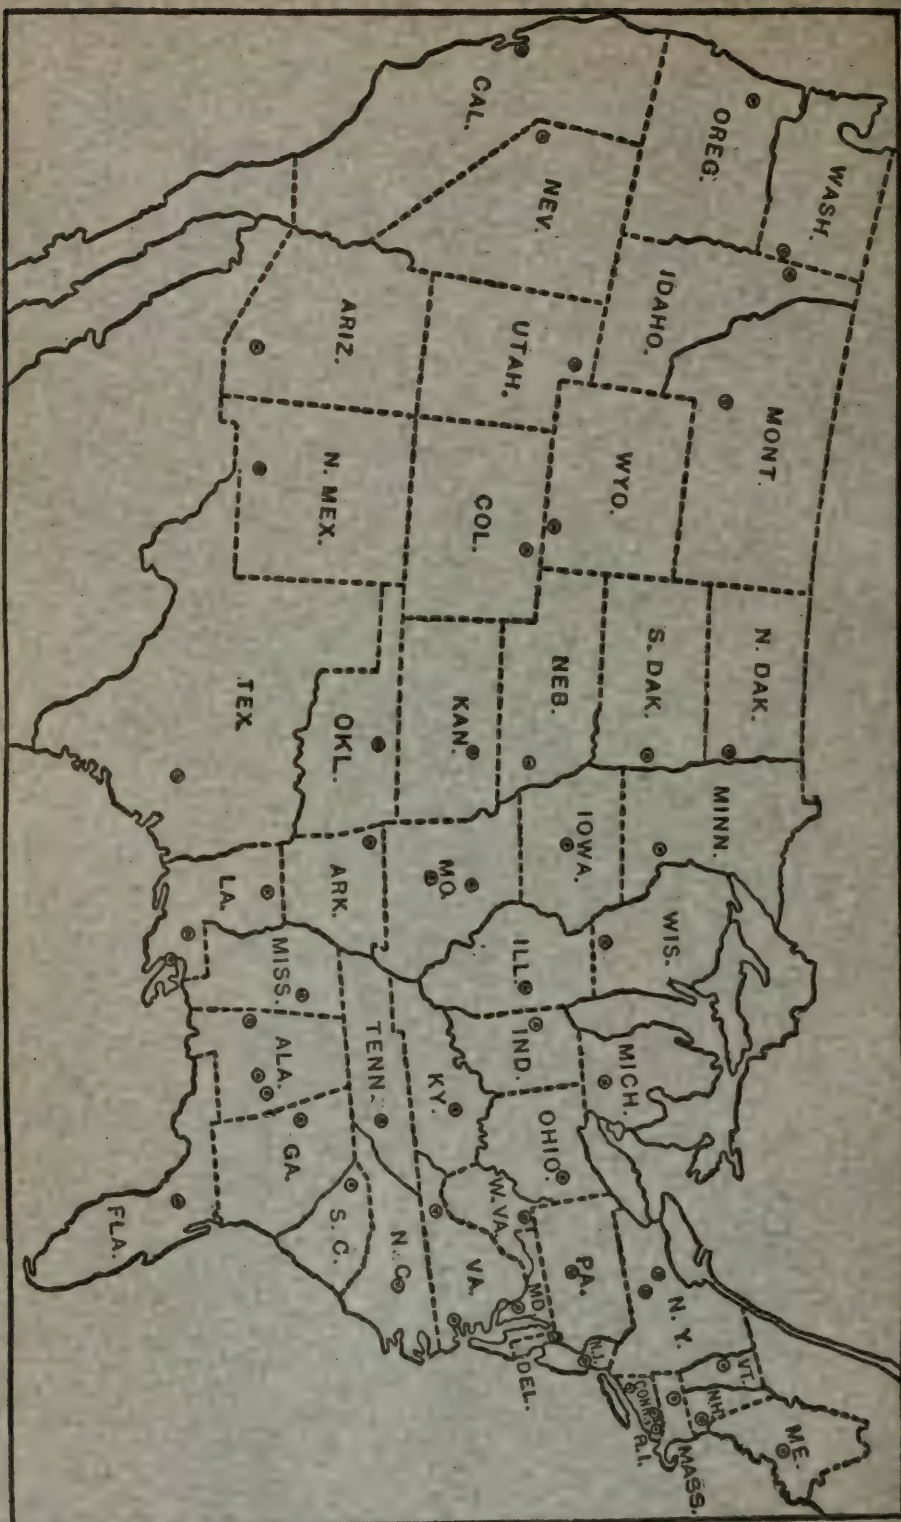 WASH.
OREG.
CAL.
NEV.
IDAHO.
MONT.
WYO.
UTAH.
COL.
ARIZ.
N. MEX.
N. DAK.
S. DAK.
NEB.
KAN.
OKL.
TEX.
MINN.
IOWA.
MO.
ARK.
LA.
WIS.
ILL.
MICH.
IND.
OHIO.
KY.
TENN.
MISS.
ALA.
GA.
FLA.
S. C.
N. C.
VA.
W. VA.
MD.
DEL.
PA.
N.J.
N. Y.
CONN.
R.I.
MASS.
VT.
N.H.
ME.